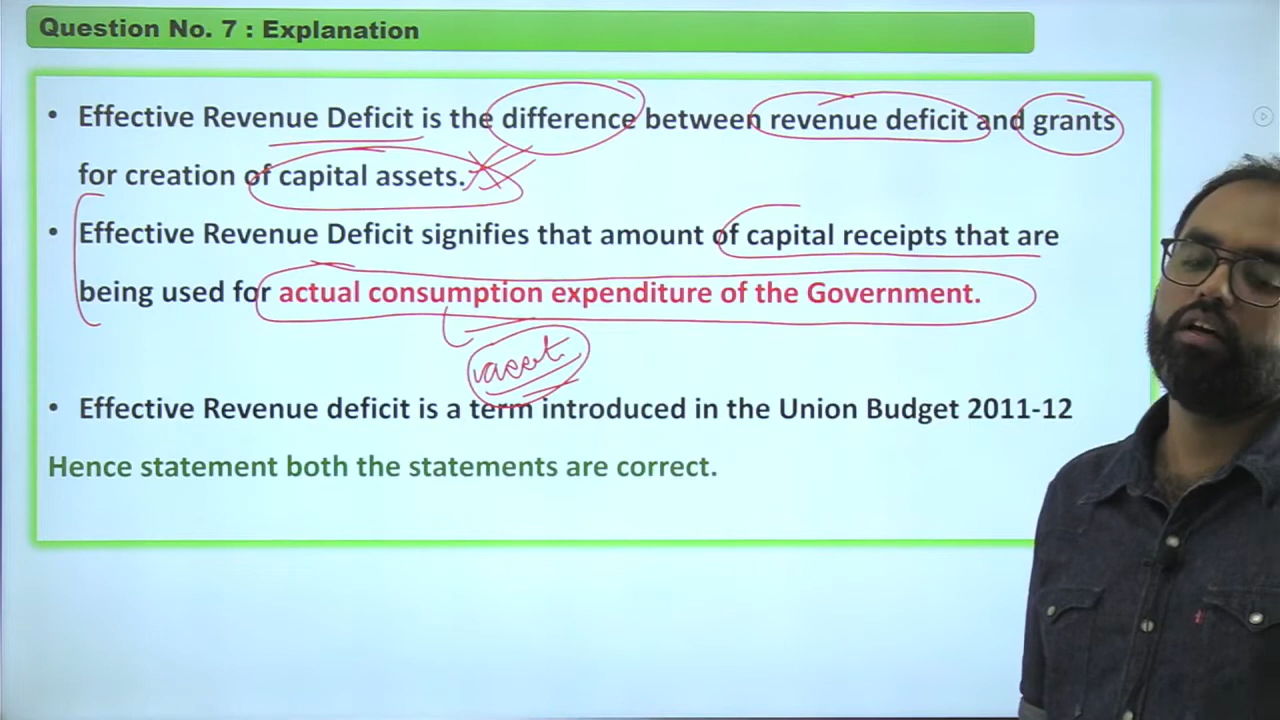 Question No. 7 : Explanation
• Effective Revenue Deficit is the difference between revenue deficit and grants
for creation of capital assets.
• Effective Revenue Deficit signifies that amount of capital receipts that are
being used for actual consumption expenditure of the Government.
• Effective Revenue deficit is a term introduced in the Union Budget 2011-12
Hence statement both the statements are correct.